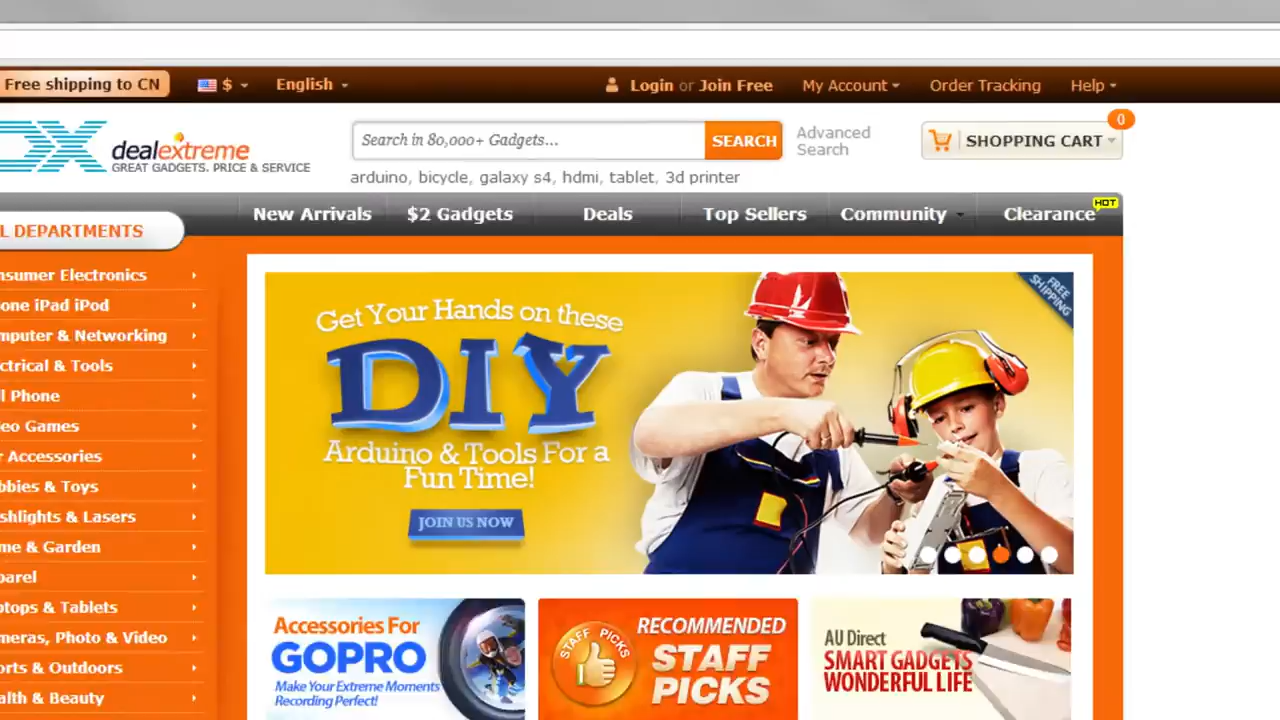 Free shipping to CN
$
English
Login or Join Free
My Account
Order Tracking
Help
DX dealextreme
GREAT GADGETS. PRICE & SERVICE
Search in 80,000+ Gadgets...
SEARCH
Advanced
Search
0
SHOPPING CART
arduino, bicycle, galaxy s4, hdmi, tablet, 3d printer
New Arrivals
$2 Gadgets
Deals
Top Sellers
Community
Clearance
HOT
L DEPARTMENTS
nsumer Electronics
one iPad iPod
mputer & Networking
ctrical & Tools
l Phone
eo Games
r Accessories
bbies & Toys
shlights & Lasers
me & Garden
parel
ptops & Tablets
meras, Photo & Video
orts & Outdoors
alth & Beauty
Get Your Hands on these
DIY
Arduino & Tools For a
Fun Time!
JOIN US NOW
FREE
SHIPPING
Accessories For
GOPRO
Make Your Extreme Moments
Recording Perfect!
STAFF PICKS
RECOMMENDED
STAFF
PICKS
AU Direct
SMART GADGETS
WONDERFUL LIFE